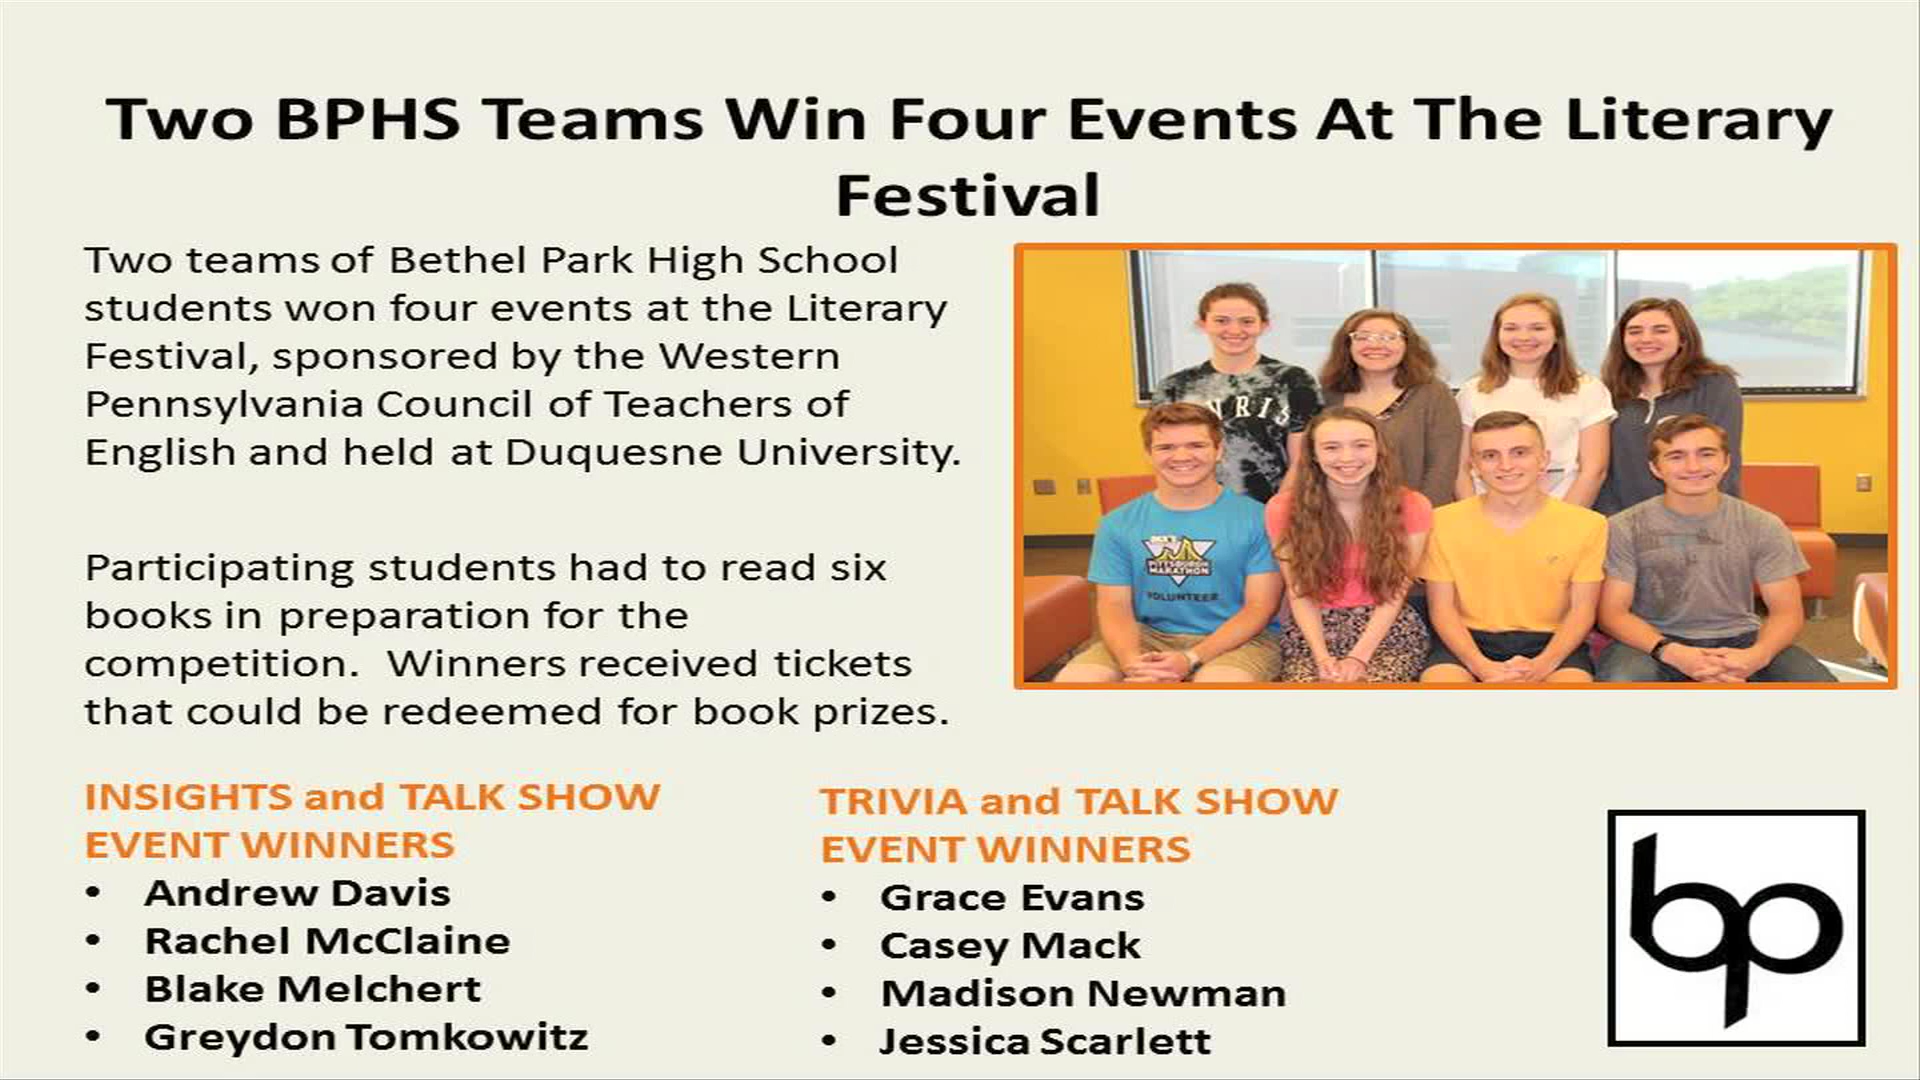 Two BPHS Teams Win Four Events At The Literary
Festival
Two teams of Bethel Park High School
students won four events at the Literary
Festival, sponsored by the Western
Pennsylvania Council of Teachers of
English and held at Duquesne University.
Participating students had to read six
books in preparation for the
competition.  Winners received tickets
that could be redeemed for book prizes.
PITTSBURGH
MARATHON
VOLUNTEER
INSIGHTS and TALK SHOW
EVENT WINNERS
• Andrew Davis
• Rachel McClaine
• Blake Melchert
• Greydon Tomkowitz
TRIVIA and TALK SHOW
EVENT WINNERS
• Grace Evans
• Casey Mack
• Madison Newman
• Jessica Scarlett
bp